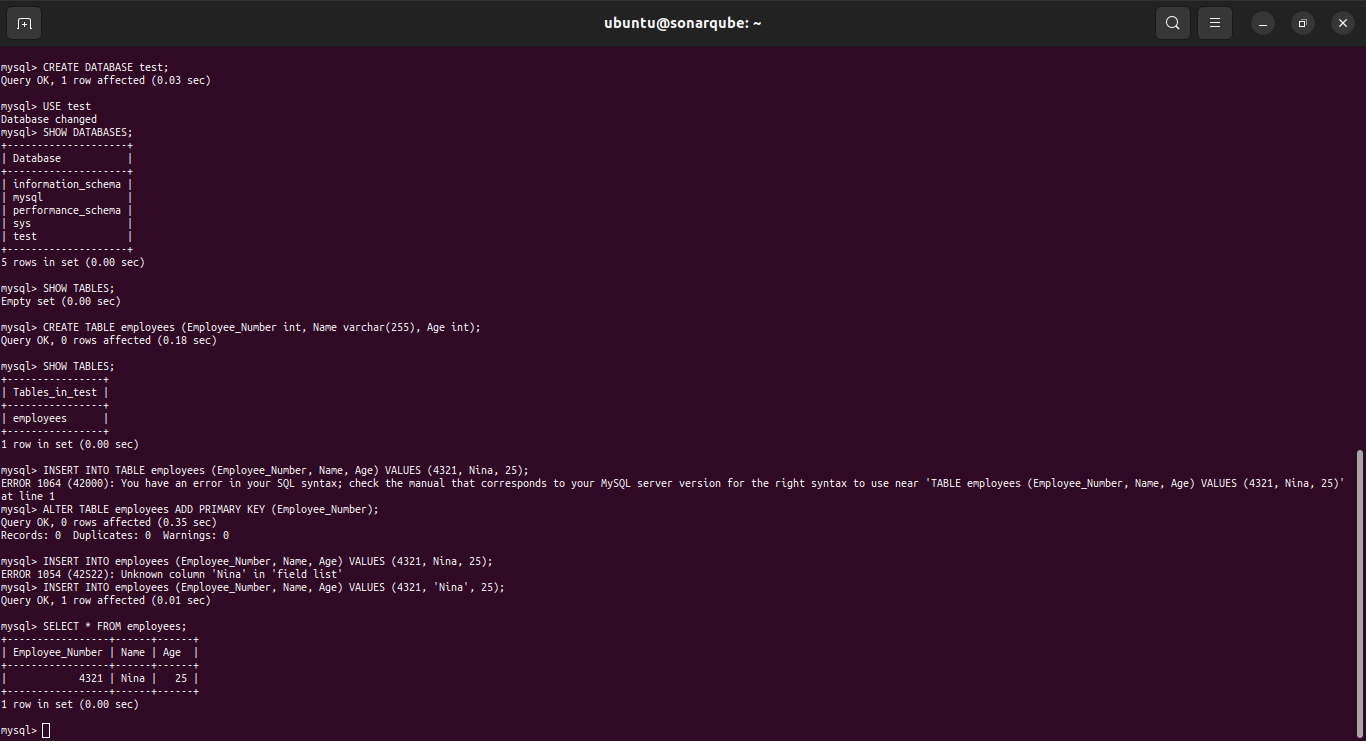 ubuntu@sonarqube: ~
mysql> CREATE DATABASE test;
Query OK, 1 row affected (0.03 sec)
mysql> USE test
Database changed
mysql> SHOW DATABASES;
+--------------------+
| Database           |
+--------------------+
| information_schema |
| mysql              |
| performance_schema |
| sys                |
| test               |
+--------------------+
5 rows in set (0.00 sec)
mysql> SHOW TABLES;
Empty set (0.00 sec)
mysql> CREATE TABLE employees (Employee_Number int, Name varchar(255), Age int);
Query OK, 0 rows affected (0.18 sec)
mysql> SHOW TABLES;
+----------------+
| Tables_in_test |
+----------------+
| employees      |
+----------------+
1 row in set (0.00 sec)
mysql> INSERT INTO TABLE employees (Employee_Number, Name, Age) VALUES (4321, Nina, 25);
ERROR 1064 (42000): You have an error in your SQL syntax; check the manual that corresponds to your MySQL server version for the right syntax to use near 'TABLE employees (Employee_Number, Name, Age) VALUES (4321, Nina, 25)'
at line 1
mysql> ALTER TABLE employees ADD PRIMARY KEY (Employee_Number);
Query OK, 0 rows affected (0.35 sec)
Records: 0  Duplicates: 0  Warnings: 0
mysql> INSERT INTO employees (Employee_Number, Name, Age) VALUES (4321, Nina, 25);
ERROR 1054 (42S22): Unknown column 'Nina' in 'field list'
mysql> INSERT INTO employees (Employee_Number, Name, Age) VALUES (4321, 'Nina', 25);
Query OK, 1 row affected (0.01 sec)
mysql> SELECT * FROM employees;
+-----------------+------+------+
| Employee_Number | Name | Age  |
+-----------------+------+------+
|            4321 | Nina |   25 |
+-----------------+------+------+
1 row in set (0.00 sec)
mysql>